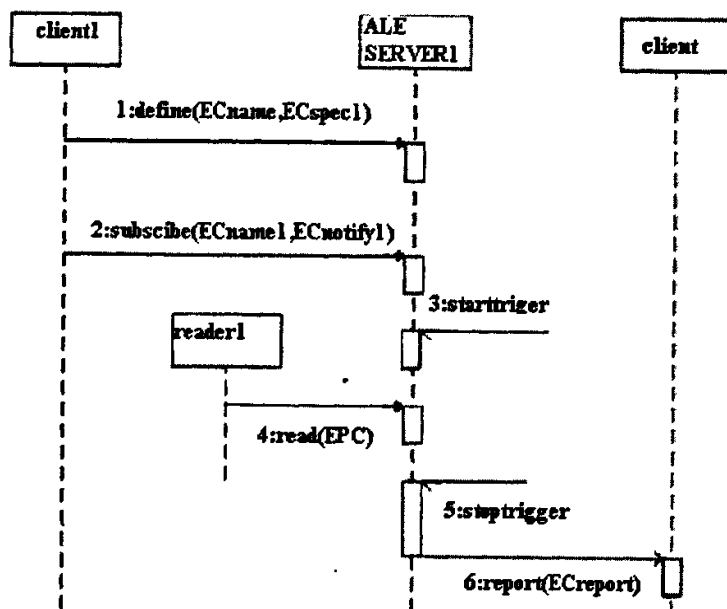 client1
ALE
SERVER1
client
1:define(ECname,ECspec1)
2:subscibe(ECname1,ECnotify1)
3:starttriger
reader1
4:read(EPC)
5:stoptrigger
6:report(ECreport)